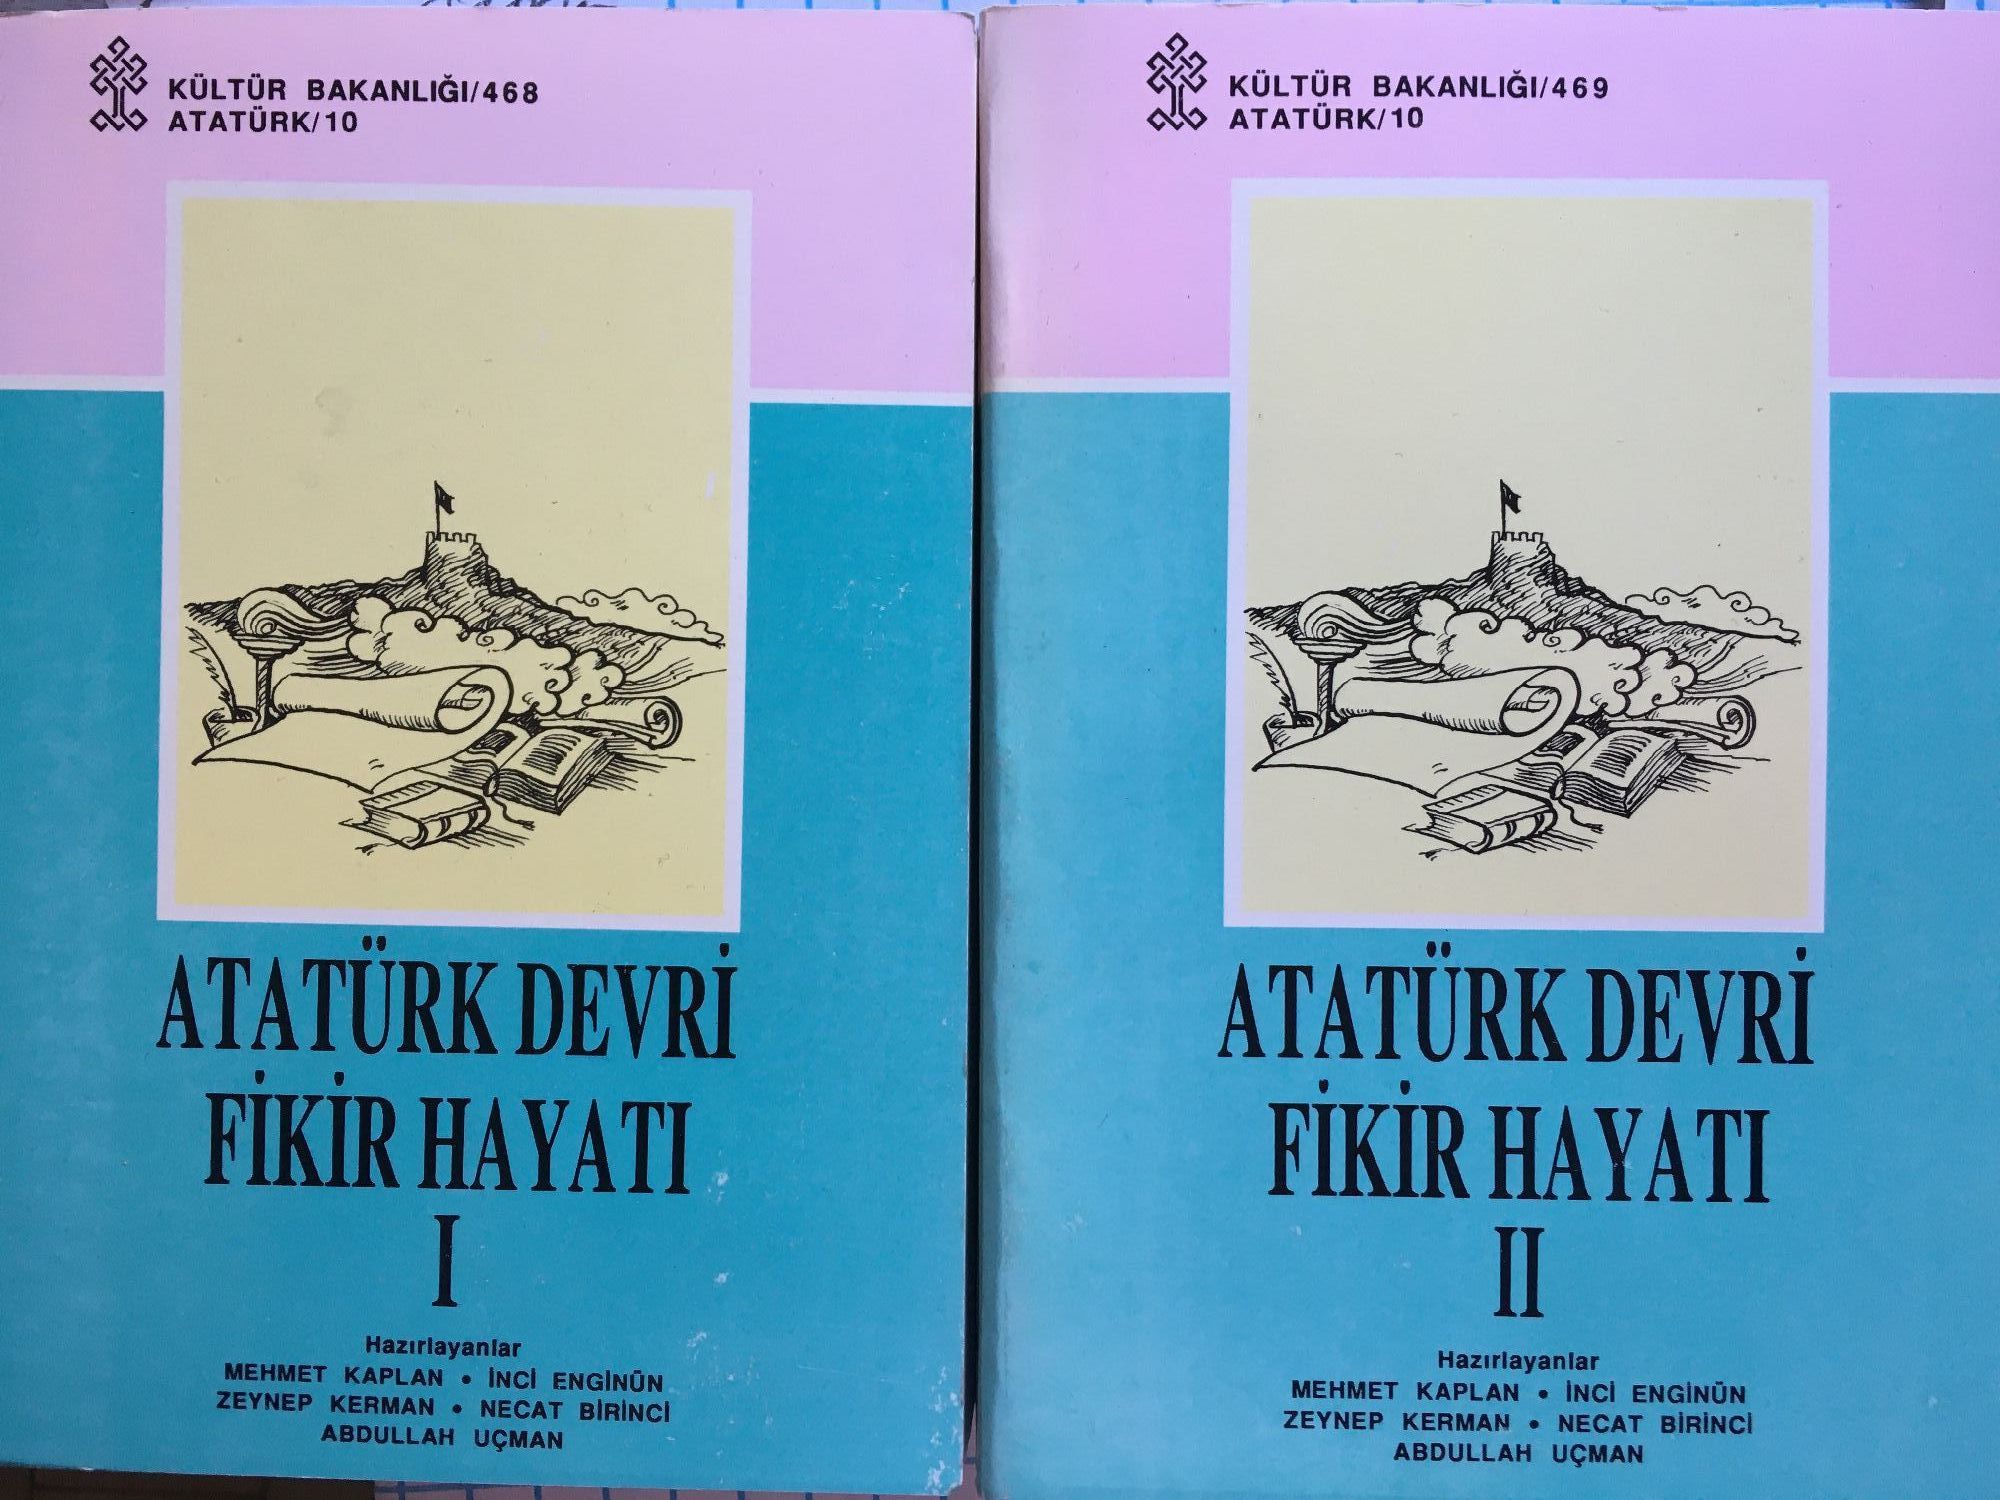 KÜLTÜR BAKANLIĞI/468
ATATÜRK/10
ATATÜRK DEVRİ
FİKİR HAYATI
I
Hazırlayanlar
MEHMET KAPLAN • İNCİ ENGİNÜN
ZEYNEP KERMAN • NECAT BİRİNCİ
ABDULLAH UÇMAN
KÜLTÜR BAKANLIĞI/469
ATATÜRK/10
ATATÜRK DEVRİ
FİKİR HAYATI
II
Hazırlayanlar
MEHMET KAPLAN • İNCİ ENGİNÜN
ZEYNEP KERMAN • NECAT BİRİNCİ
ABDULLAH UÇMAN